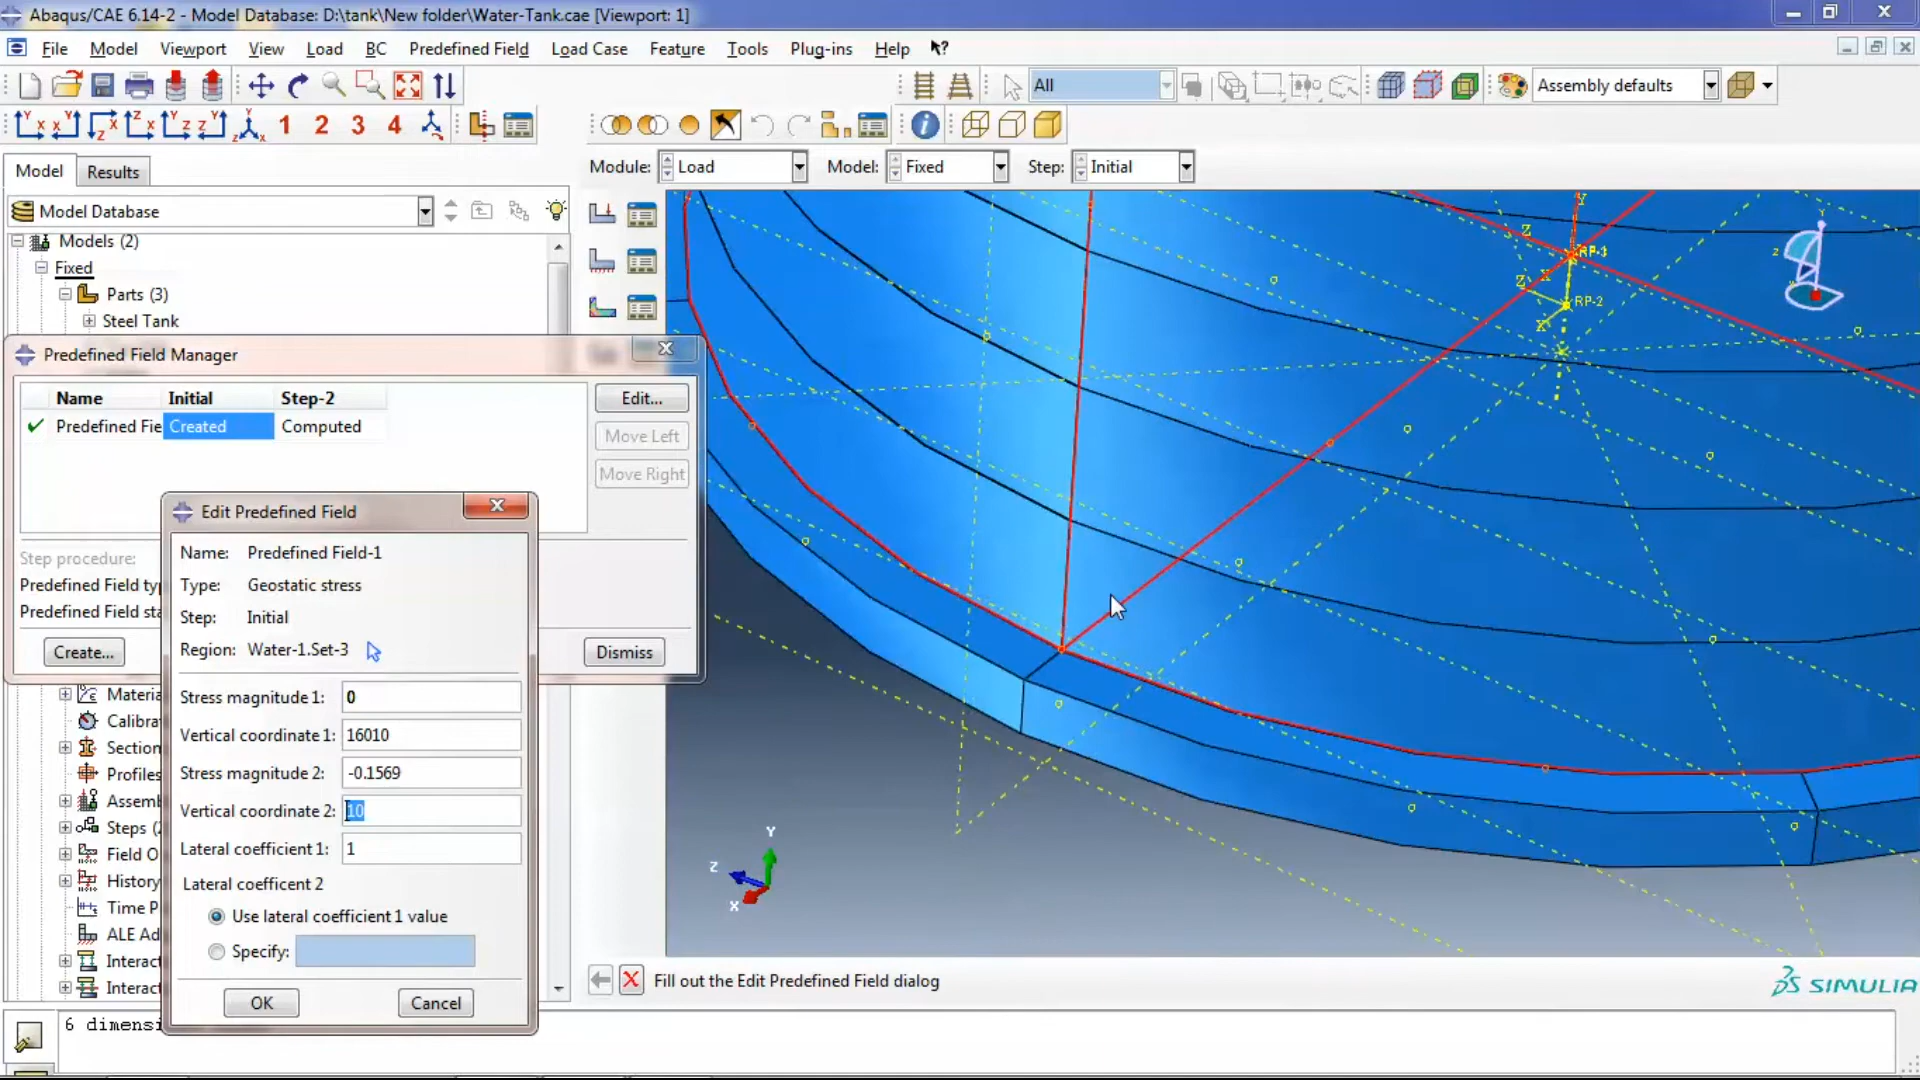 Abaqus/CAE 6.14-2 - Model Database: D:\tank\New folder\Water-Tank.cae [Viewport: 1]
File Model Viewport View Load BC Predefined Field Load Case Feature Tools Plug-ins Help
All
Assembly defaults
1 2 3 4
Module: Load Model: Fixed Step: Initial
Model Results
Model Database
Models (2)
Fixed
Parts (3)
Steel Tank
Predefined Field Manager
Name Initial Step-2
Predefined Fie Created Computed
Edit...
Move Left
Move Right
Step procedure:
Predefined Field typ
Predefined Field sta
Create...
Dismiss
Edit Predefined Field
Name: Predefined Field-1
Type: Geostatic stress
Step: Initial
Region: Water-1.Set-3
Stress magnitude 1: 0
Vertical coordinate 1: 16010
Stress magnitude 2: -0.1569
Vertical coordinate 2: 10
Lateral coefficient 1: 1
Lateral coefficent 2
Use lateral coefficient 1 value
Specify:
OK Cancel
Materia
Calibra
Section
Profiles
Assemb
Steps (2
Field O
History
Time P
ALE Ad
Interact
Interact
Y
Z
RP-1
X
Z
RP-2
X
Y
Z
X
Fill out the Edit Predefined Field dialog
SIMULIA
6 dimensi